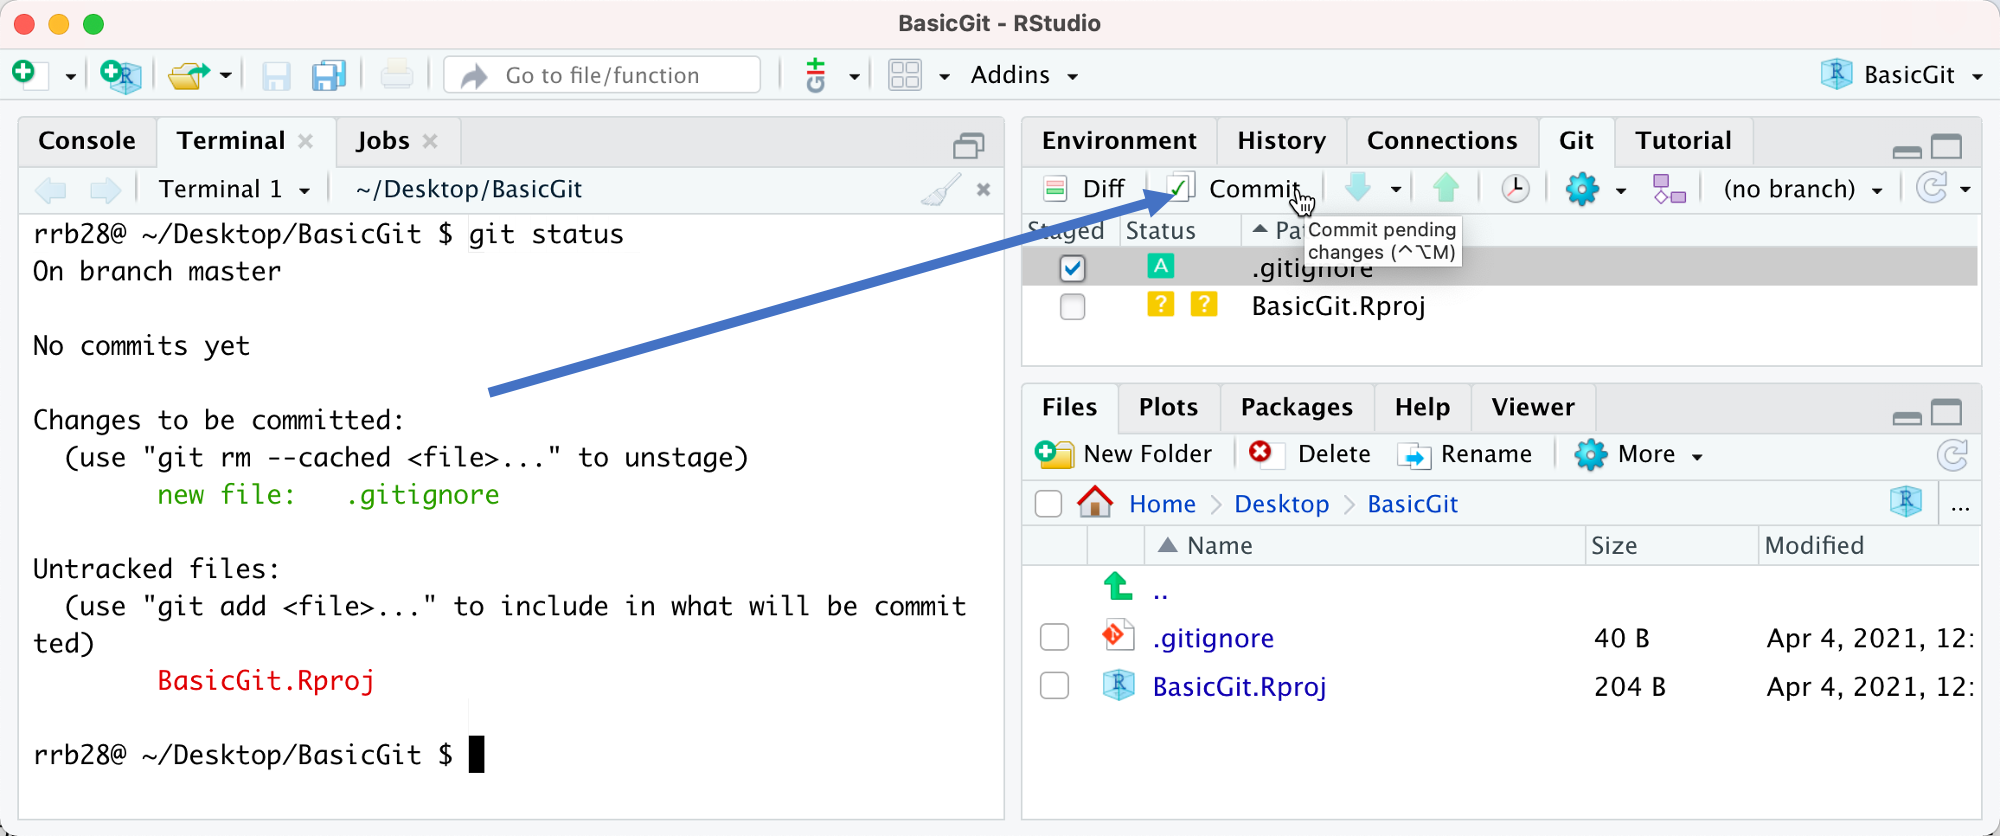 BasicGit - RStudio
Go to file/function
Addins
BasicGit
Console
Terminal
Jobs
Terminal 1
~/Desktop/BasicGit
rrb28@ ~/Desktop/BasicGit $ git status
On branch master
No commits yet
Changes to be committed:
(use "git rm --cached <file>..." to unstage)
new file: .gitignore
Untracked files:
(use "git add <file>..." to include in what will be commit
ted)
BasicGit.Rproj
rrb28@ ~/Desktop/BasicGit $
Environment
History
Connections
Git
Tutorial
Diff
Commit
(no branch)
Staged
Status
Commit pending
changes (^⌥M)
A
.gitignore
? ?
BasicGit.Rproj
Files
Plots
Packages
Help
Viewer
New Folder
Delete
Rename
More
Home
Desktop
BasicGit
...
Name
Size
Modified
..
.gitignore
40 B
Apr 4, 2021, 12:
BasicGit.Rproj
204 B
Apr 4, 2021, 12: